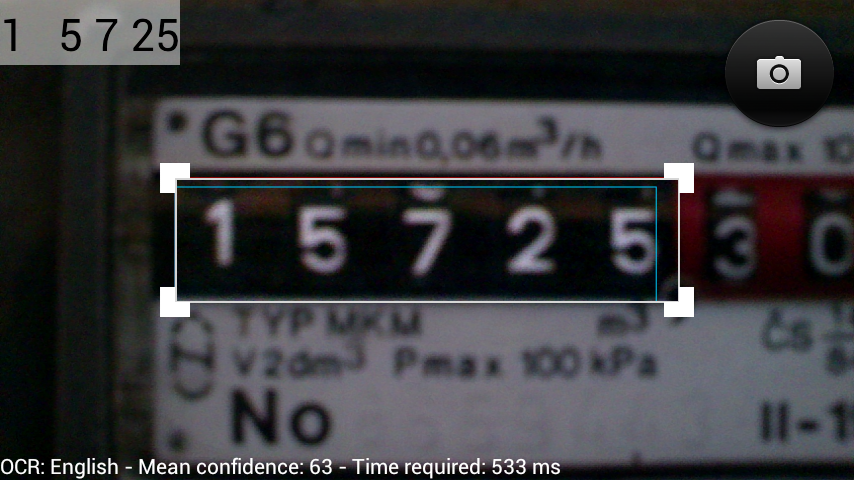 1 5 7 25
G6 Qmin0,06m³/h Qmax 10
1 5 7 2 5 3 0
TYP MKM m³
V2dm³ Pmax 100 kPa ČS
No II-1
OCR: English - Mean confidence: 63 - Time required: 533 ms